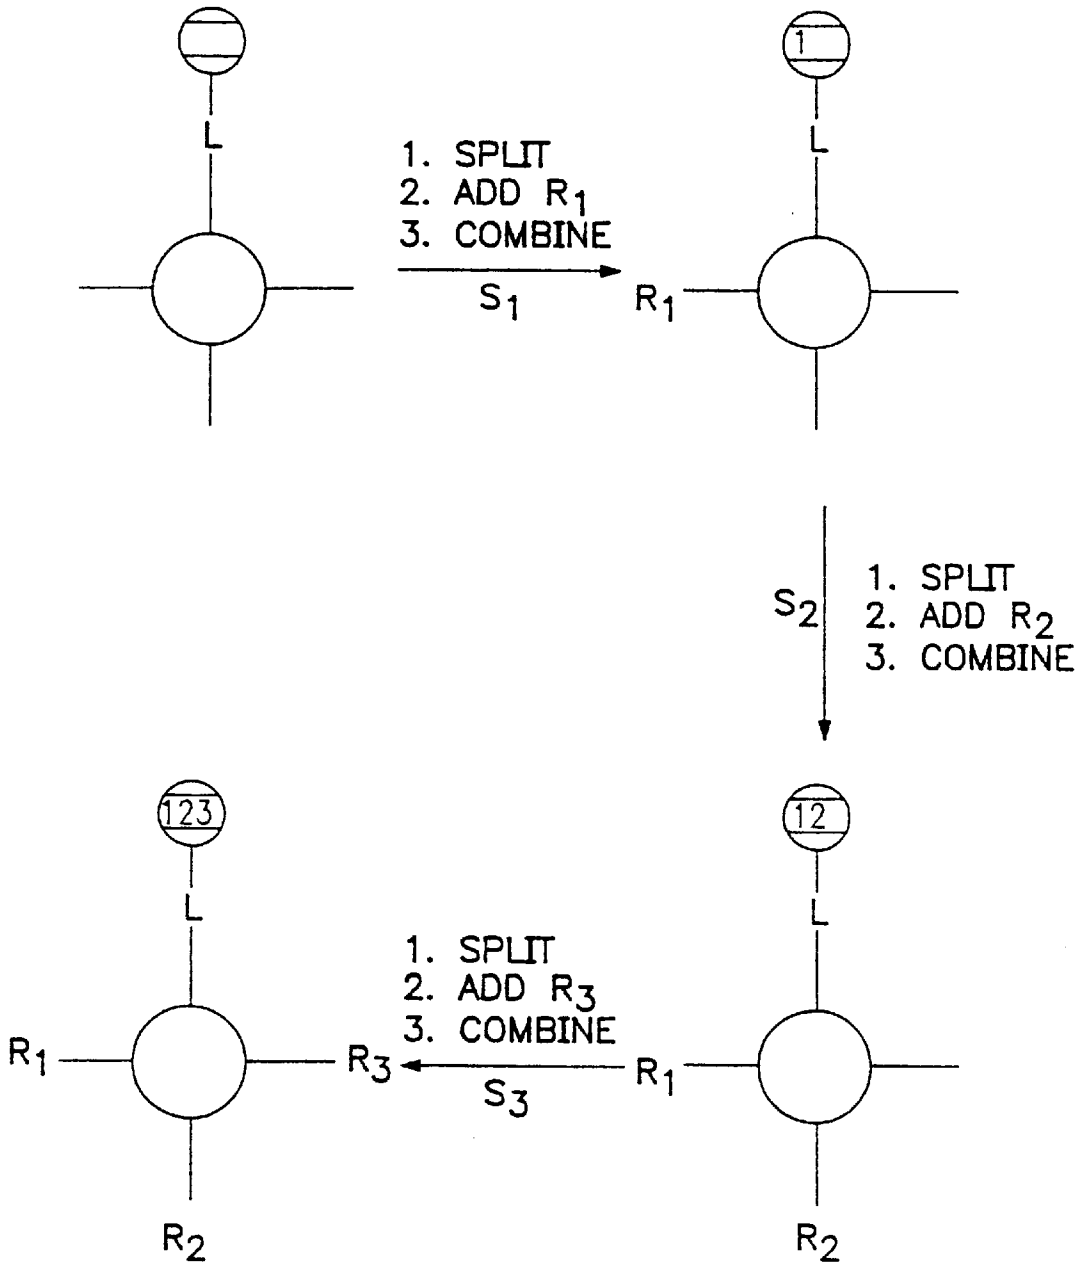 1
L
L
1. SPLIT
2. ADD R1
3. COMBINE
S1
R1
S2
1. SPLIT
2. ADD R2
3. COMBINE
123
12
L
L
1. SPLIT
2. ADD R3
3. COMBINE
R1
R3
S3
R1
R2
R2